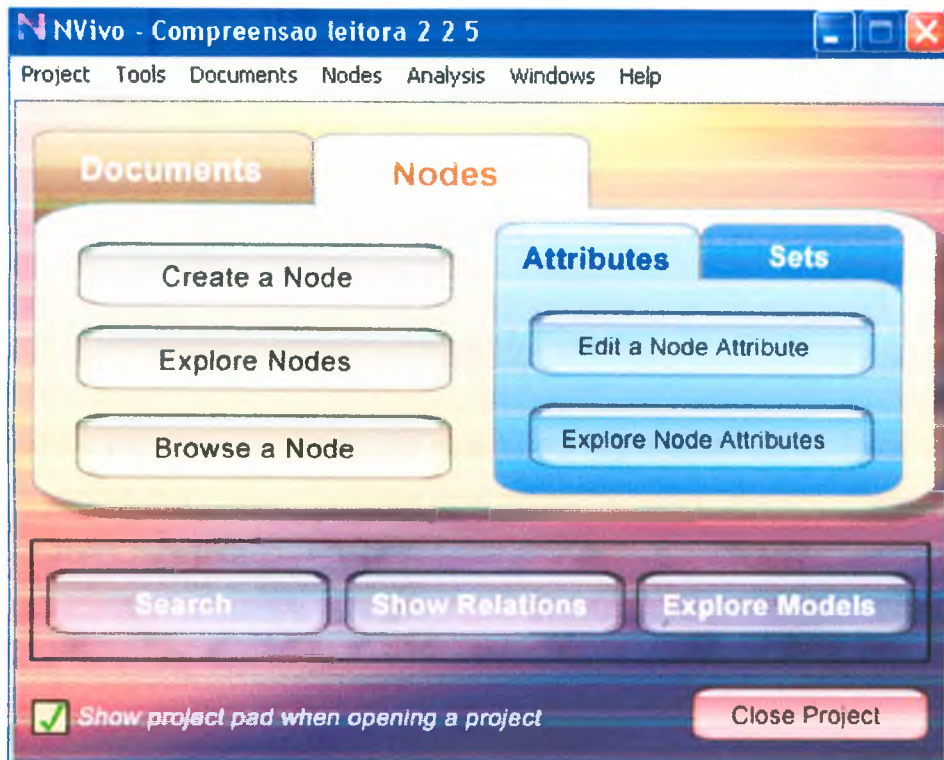 NVivo - Compreensao leitora 2 2 5
Project Tools Documents Nodes Analysis Windows Help
Documents Nodes
Attributes Sets
Create a Node
Edit a Node Attribute
Explore Nodes
Explore Node Attributes
Browse a Node
Search Show Relations Explore Models
Show project pad when opening a project
Close Project